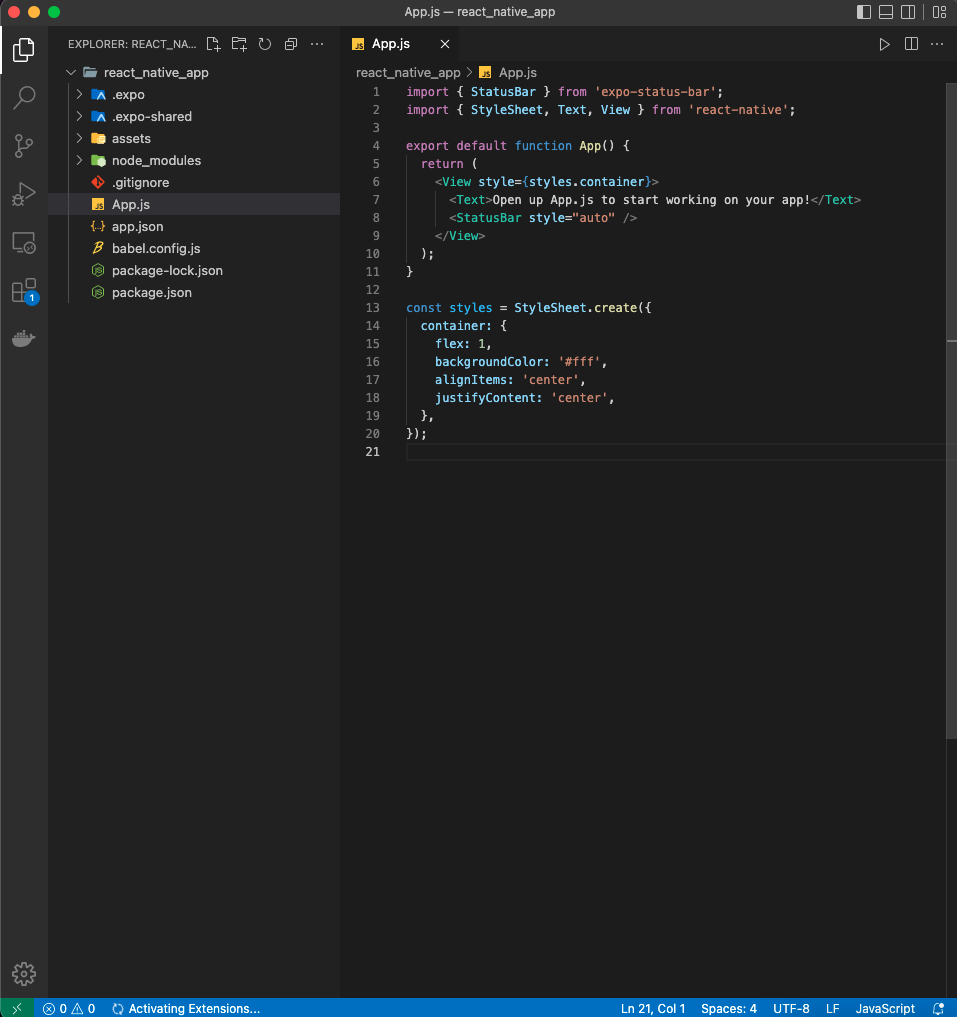 App.js — react_native_app
EXPLORER: REACT_NA...
App.js
react_native_app > App.js
react_native_app
.expo
.expo-shared
assets
node_modules
.gitignore
App.js
app.json
babel.config.js
package-lock.json
package.json
1 import { StatusBar } from 'expo-status-bar';
2 import { StyleSheet, Text, View } from 'react-native';
3
4 export default function App() {
5   return (
6     <View style={styles.container}>
7       <Text>Open up App.js to start working on your app!</Text>
8       <StatusBar style="auto" />
9     </View>
10   );
11 }
12
13 const styles = StyleSheet.create({
14   container: {
15     flex: 1,
16     backgroundColor: '#fff',
17     alignItems: 'center',
18     justifyContent: 'center',
19   },
20 });
21
1
0 0 Activating Extensions... Ln 21, Col 1 Spaces: 4 UTF-8 LF JavaScript